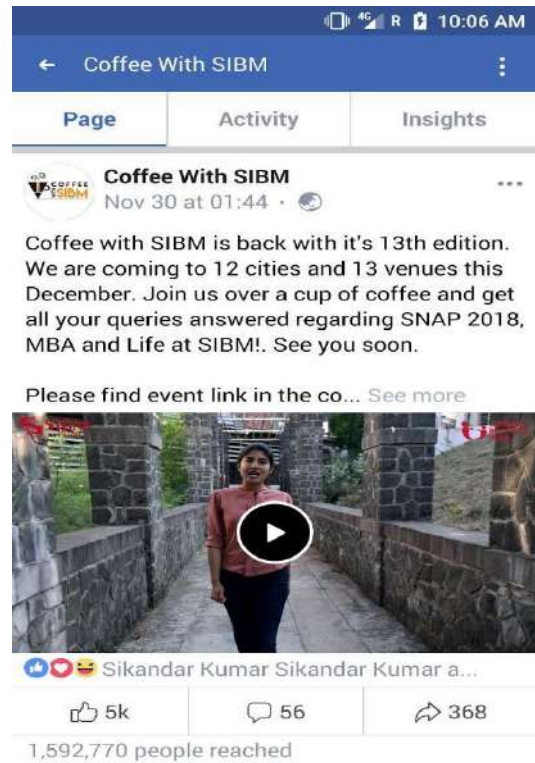 4G R 10:06 AM
Coffee With SIBM
Page Activity Insights
COFFEE
SIBM
Coffee With SIBM
Nov 30 at 01:44 ·
Coffee with SIBM is back with it's 13th edition.
We are coming to 12 cities and 13 venues this
December. Join us over a cup of coffee and get
all your queries answered regarding SNAP 2018,
MBA and Life at SIBM!. See you soon.
Please find event link in the co... See more
Sikandar Kumar Sikandar Kumar a...
5k 56 368
1,592,770 people reached